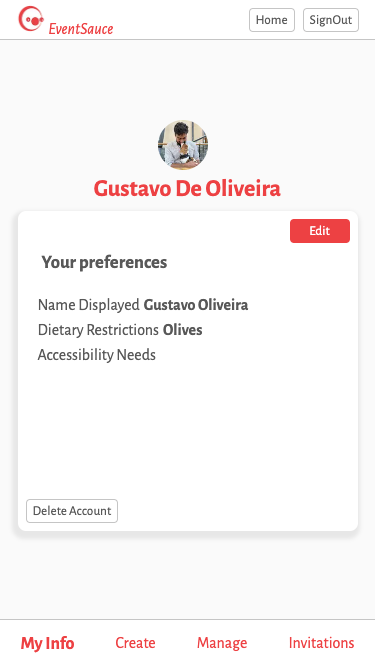 EventSauce
Home
SignOut
Gustavo De Oliveira
Edit
Your preferences
Name Displayed Gustavo Oliveira
Dietary Restrictions Olives
Accessibility Needs
Delete Account
My Info
Create
Manage
Invitations